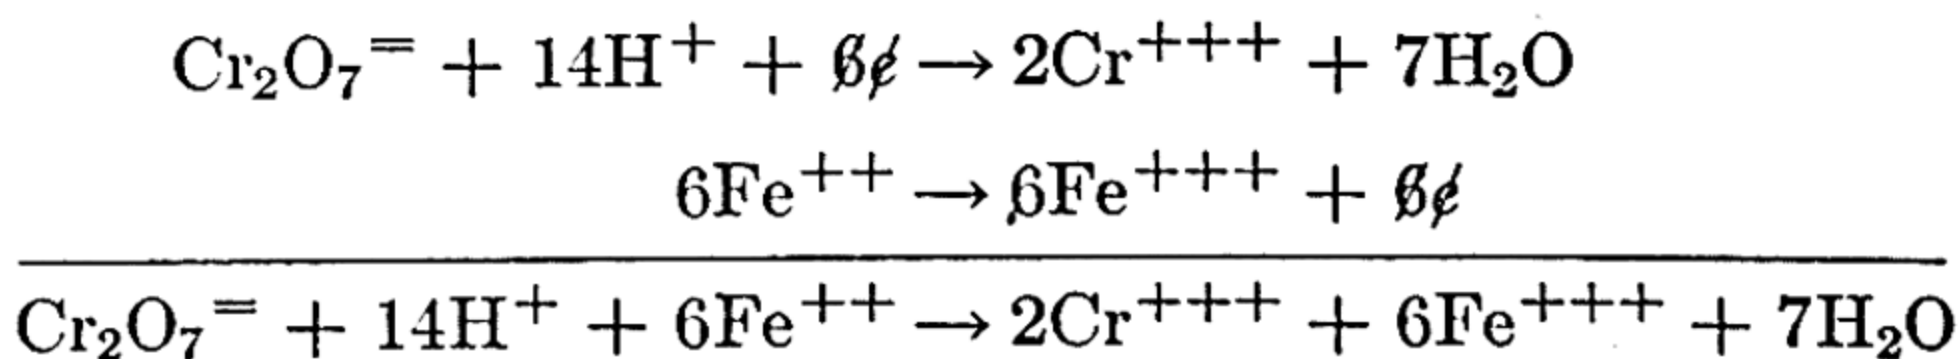 Cr₂O₇⁼ + 14H⁺ + 6e → 2Cr⁺⁺⁺ + 7H₂O
6Fe⁺⁺ → 6Fe⁺⁺⁺ + 6e
Cr₂O₇⁼ + 14H⁺ + 6Fe⁺⁺ → 2Cr⁺⁺⁺ + 6Fe⁺⁺⁺ + 7H₂O